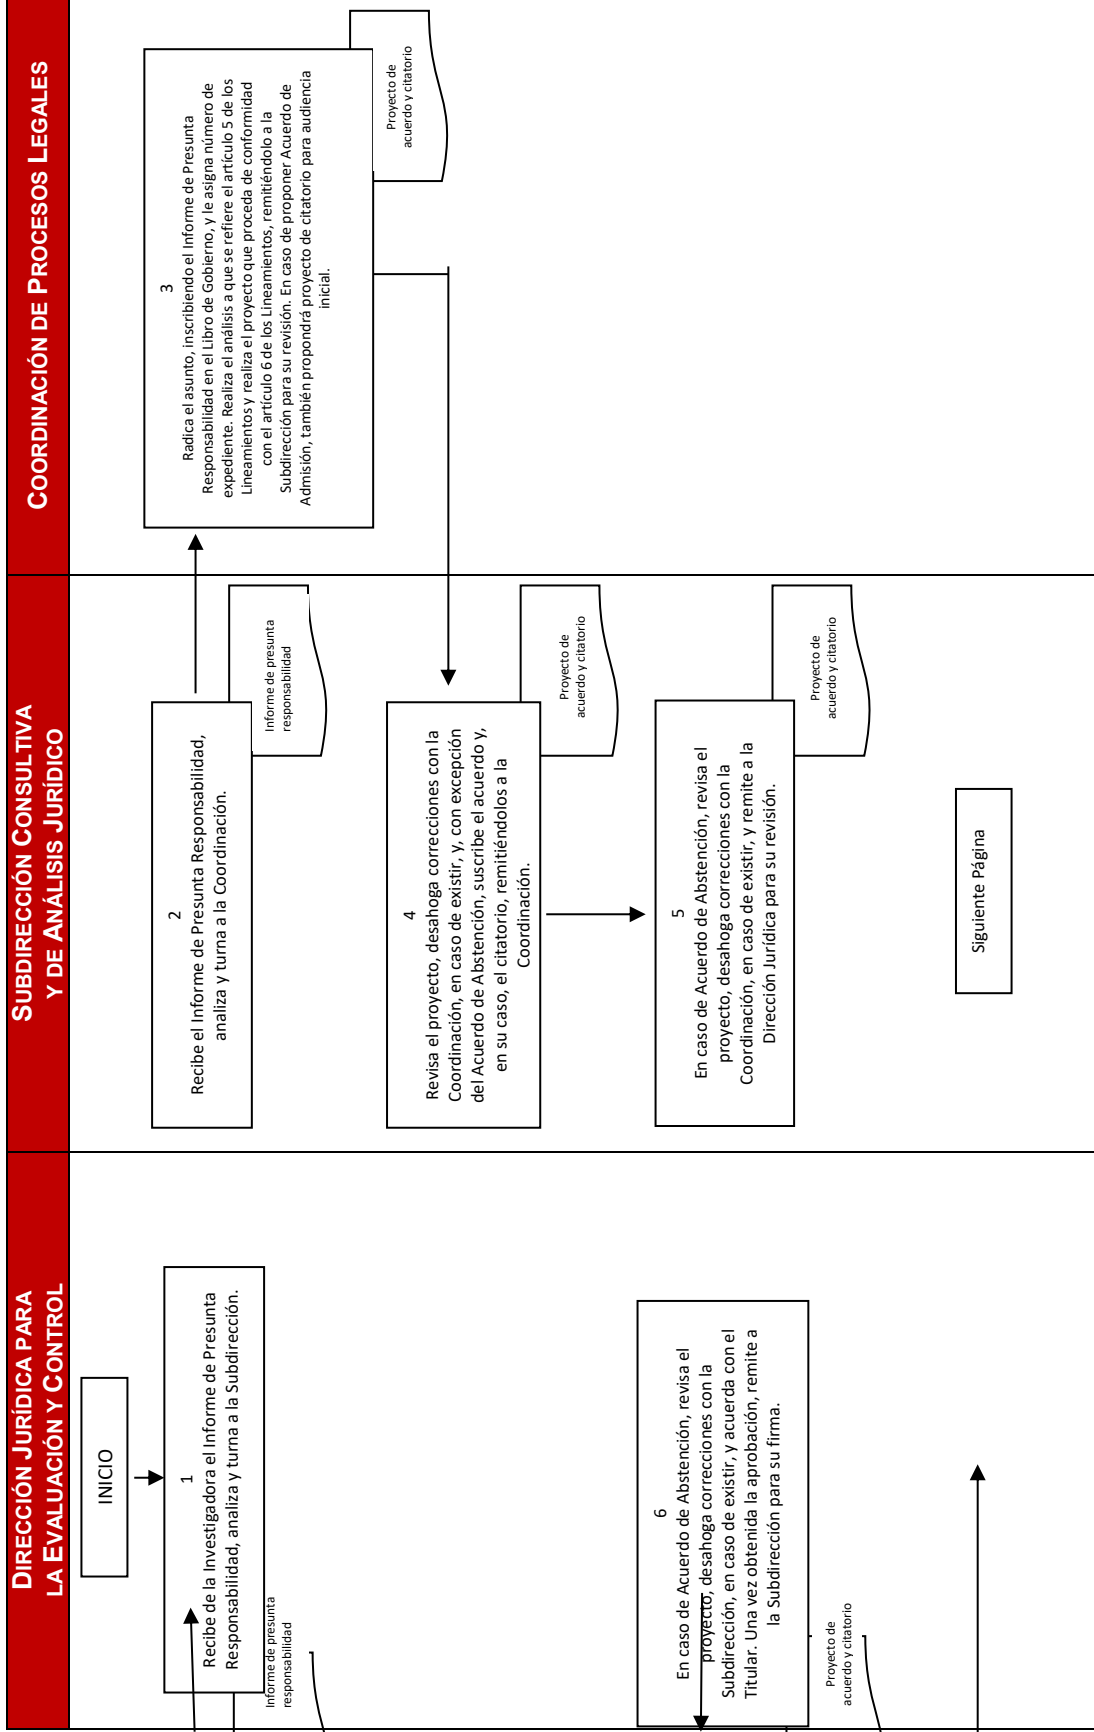 DIRECCIÓN JURÍDICA PARA
LA EVALUACIÓN Y CONTROL
SUBDIRECCIÓN CONSULTIVA
Y DE ANÁLISIS JURÍDICO
COORDINACIÓN DE PROCESOS LEGALES
INICIO
1
Recibe de la Investigadora el Informe de Presunta
Responsabilidad, analiza y turna a la Subdirección.
Informe de presunta
responsabilidad
2
Recibe el Informe de Presunta Responsabilidad,
analiza y turna a la Coordinación.
Informe de presunta
responsabilidad
3
Radica el asunto, inscribiendo el Informe de Presunta
Responsabilidad en el Libro de Gobierno, y le asigna número de
expediente. Realiza el análisis a que se refiere el artículo 5 de los
Lineamientos y realiza el proyecto que proceda de conformidad
con el artículo 6 de los Lineamientos, remitiéndolo a la
Subdirección para su revisión. En caso de proponer Acuerdo de
Admisión, también propondrá proyecto de citatorio para audiencia
inicial.
Proyecto de
acuerdo y citatorio
4
Revisa el proyecto, desahoga correcciones con la
Coordinación, en caso de existir, y, con excepción
del Acuerdo de Abstención, suscribe el acuerdo y,
en su caso, el citatorio, remitiéndolos a la
Coordinación.
Proyecto de
acuerdo y citatorio
5
En caso de Acuerdo de Abstención, revisa el
proyecto, desahoga correcciones con la
Coordinación, en caso de existir, y remite a la
Dirección Jurídica para su revisión.
Proyecto de
acuerdo y citatorio
6
En caso de Acuerdo de Abstención, revisa el
proyecto, desahoga correcciones con la
Subdirección, en caso de existir, y acuerda con el
Titular. Una vez obtenida la aprobación, remite a
la Subdirección para su firma.
Proyecto de
acuerdo y citatorio
Siguiente Página